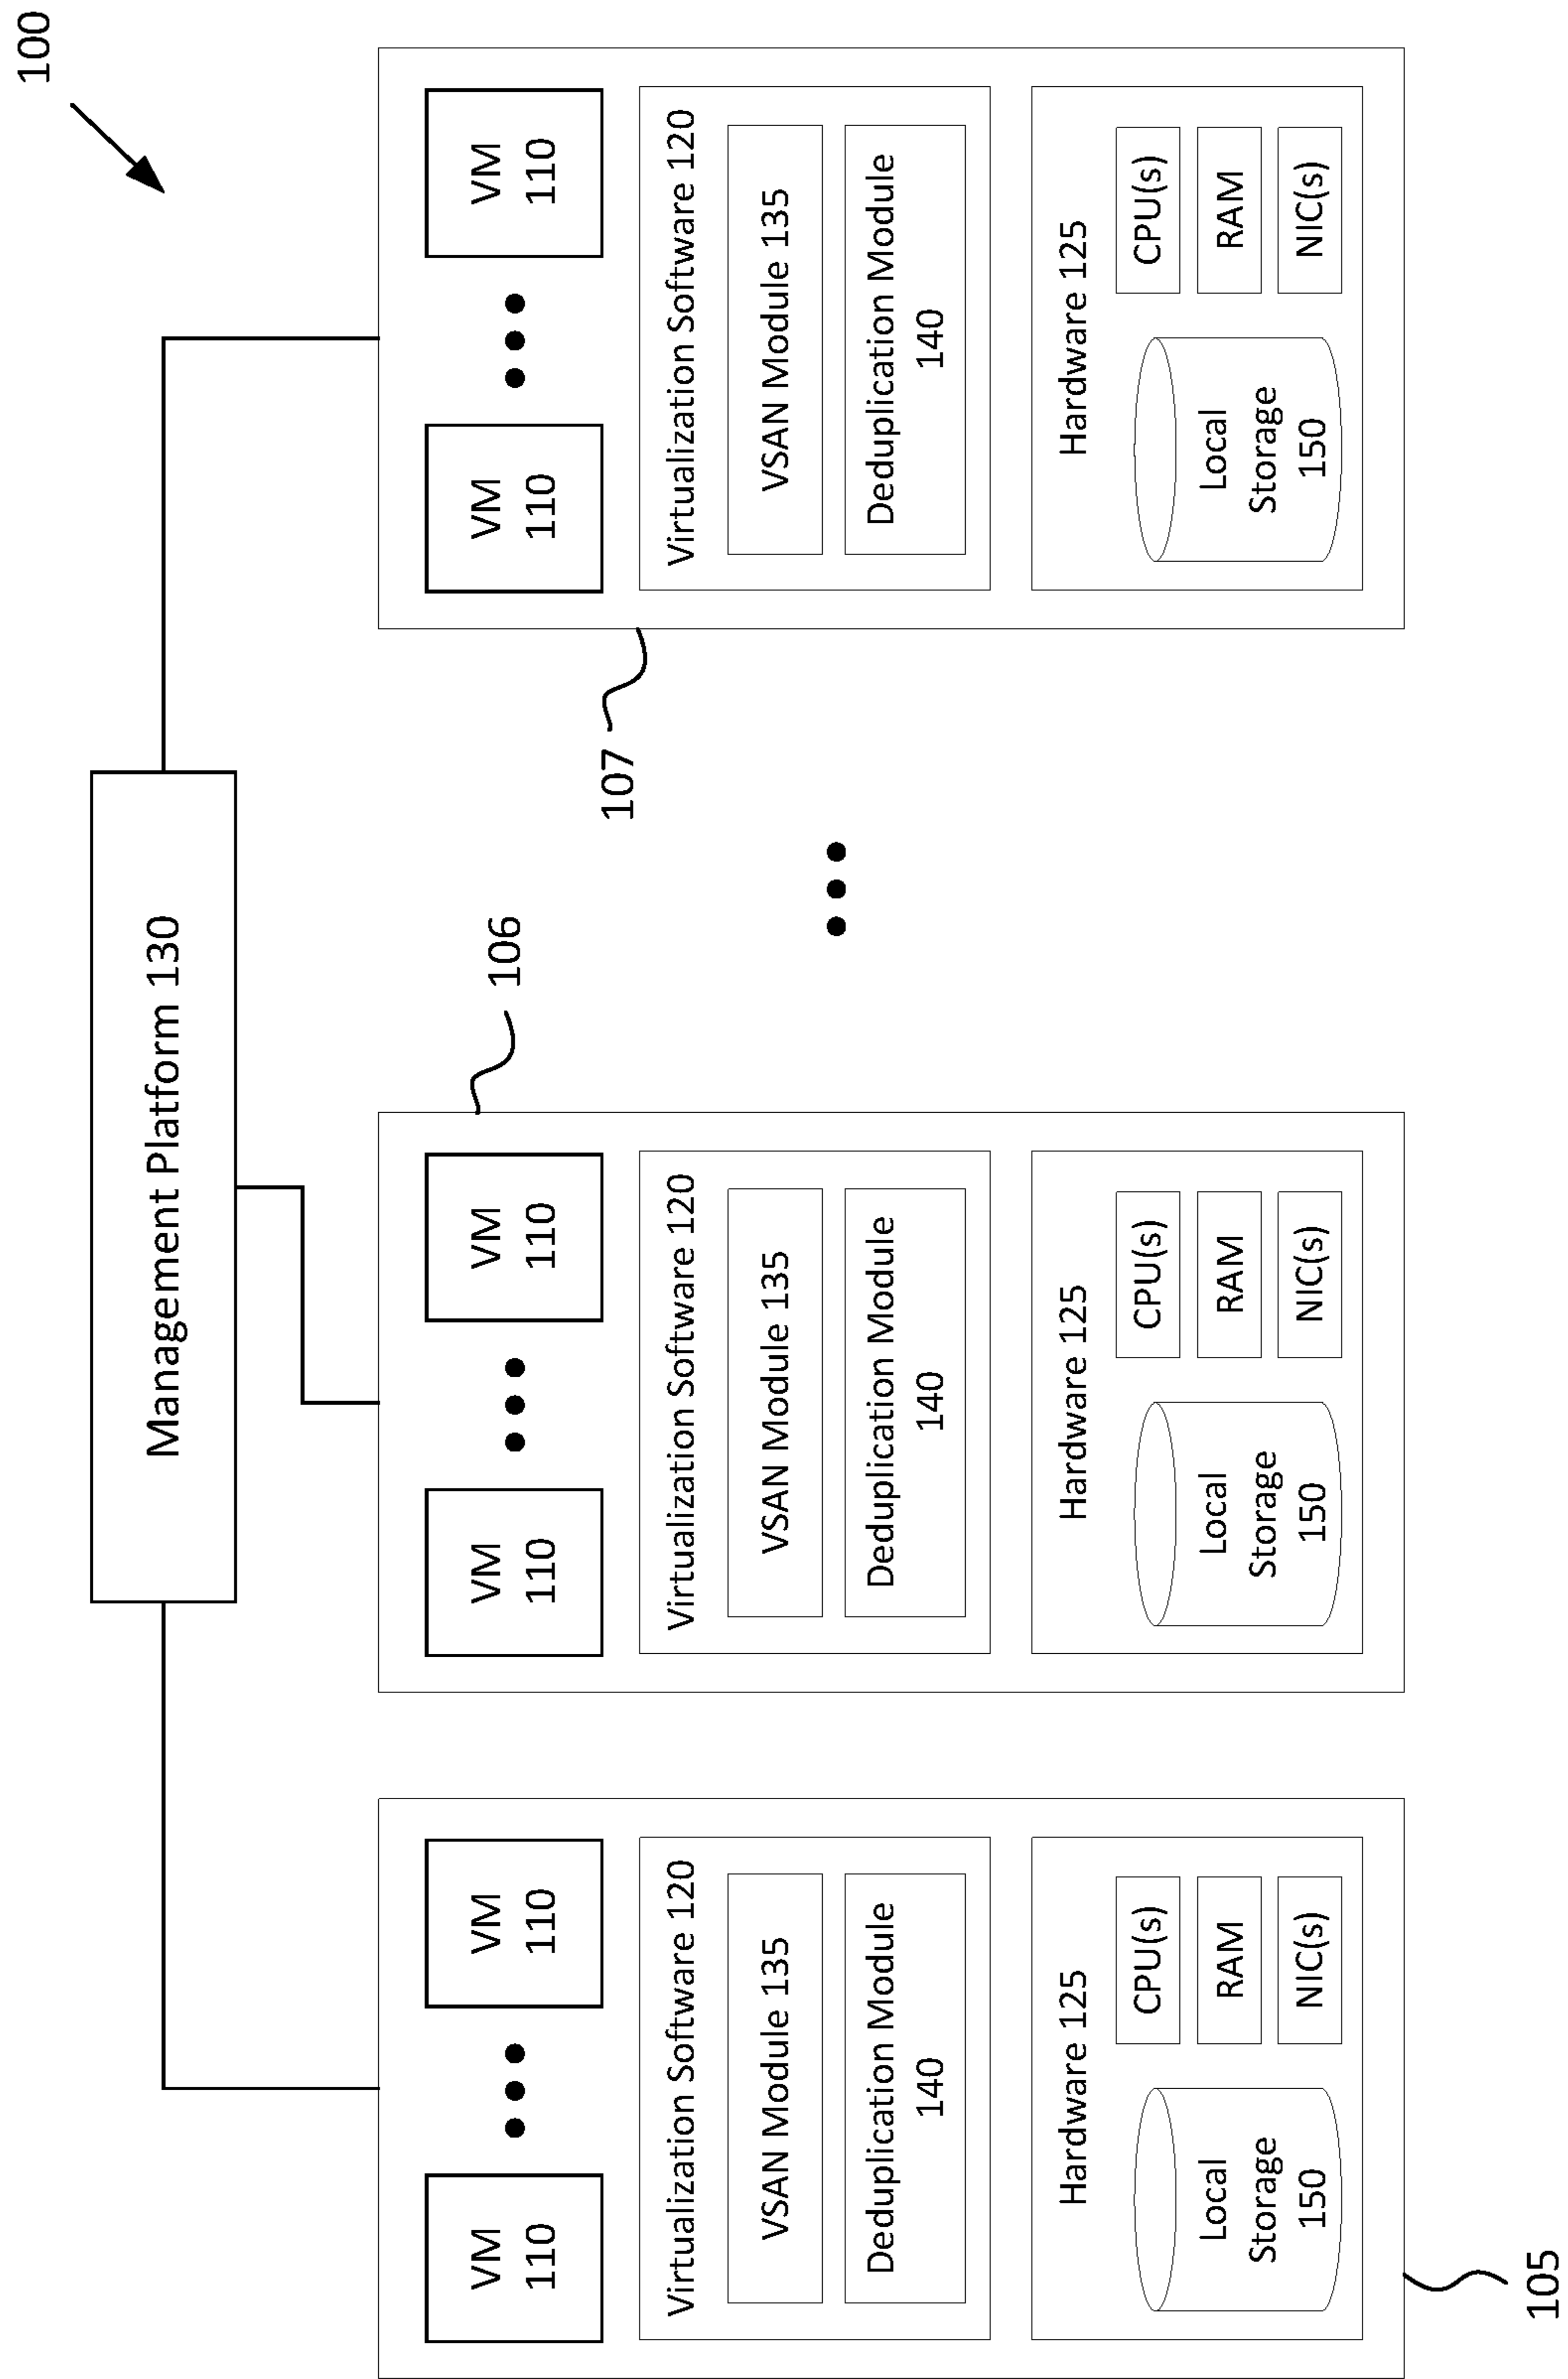 100
Management Platform 130
105
VM
110
VM
110
Virtualization Software 120
VSAN Module 135
Deduplication Module
140
Hardware 125
Local
Storage
150
CPU(s)
RAM
NIC(s)
106
VM
110
VM
110
Virtualization Software 120
VSAN Module 135
Deduplication Module
140
Hardware 125
Local
Storage
150
CPU(s)
RAM
NIC(s)
107
VM
110
VM
110
Virtualization Software 120
VSAN Module 135
Deduplication Module
140
Hardware 125
Local
Storage
150
CPU(s)
RAM
NIC(s)